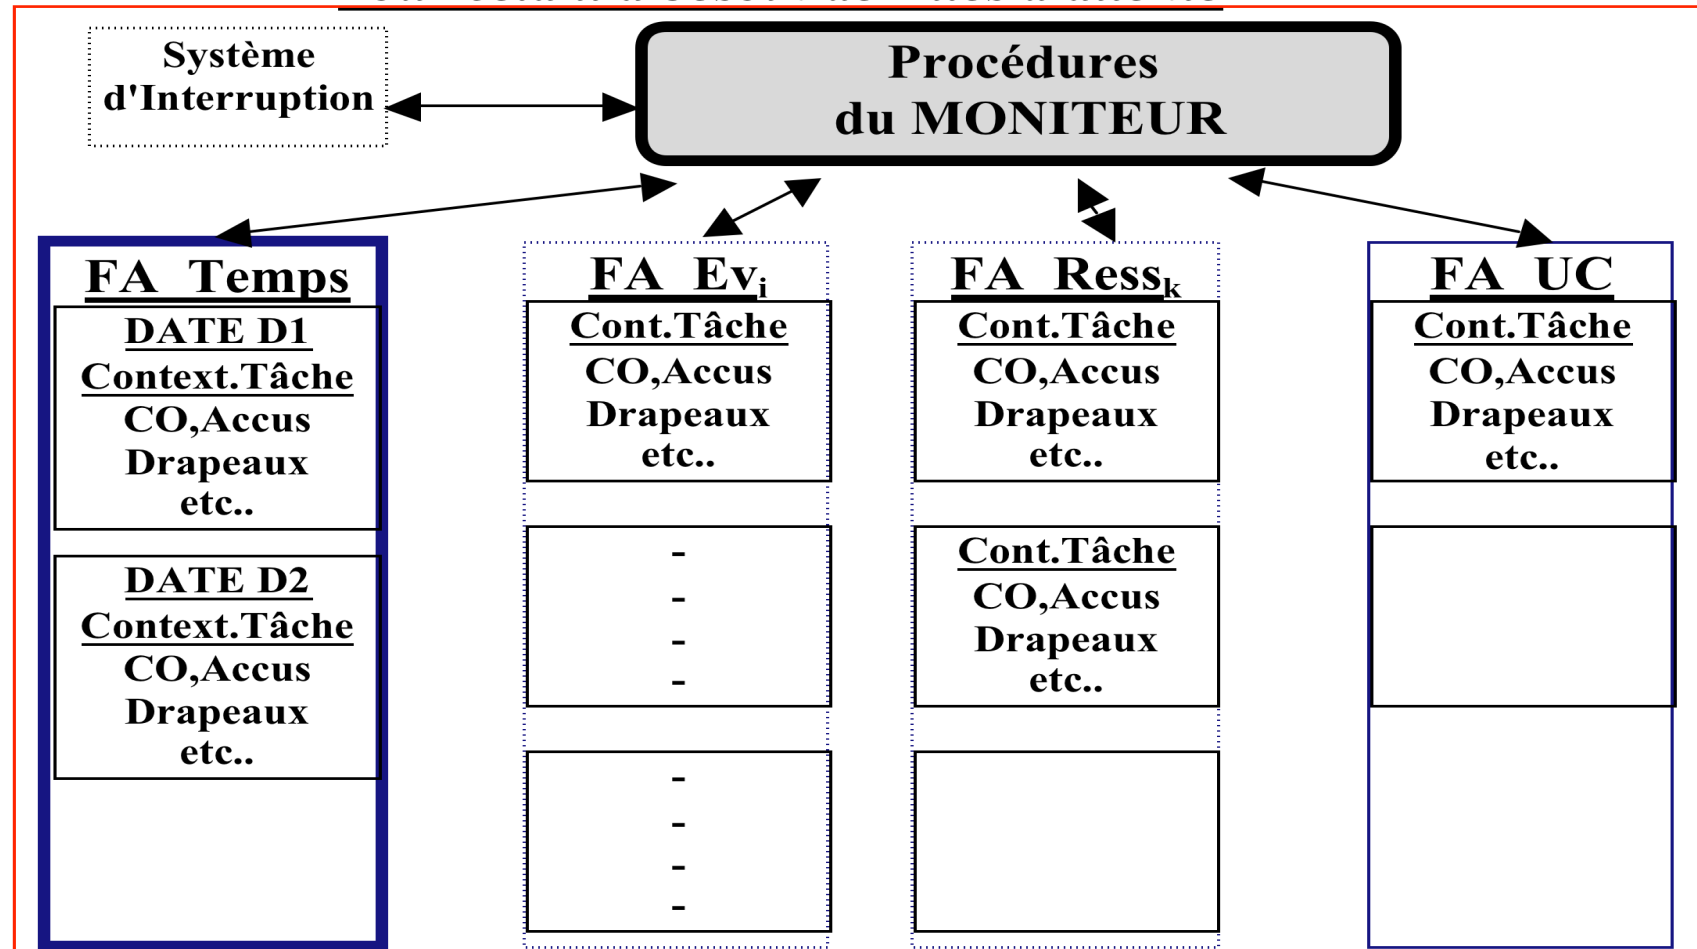 Système
d'Interruption
Procédures
du MONITEUR
FA Temps
DATE D1
Context.Tâche
CO,Accus
Drapeaux
etc..
DATE D2
Context.Tâche
CO,Accus
Drapeaux
etc..
FA Evi
Cont.Tâche
CO,Accus
Drapeaux
etc..
-
-
-
-
-
-
-
-
FA Ressk
Cont.Tâche
CO,Accus
Drapeaux
etc..
Cont.Tâche
CO,Accus
Drapeaux
etc..
FA UC
Cont.Tâche
CO,Accus
Drapeaux
etc..